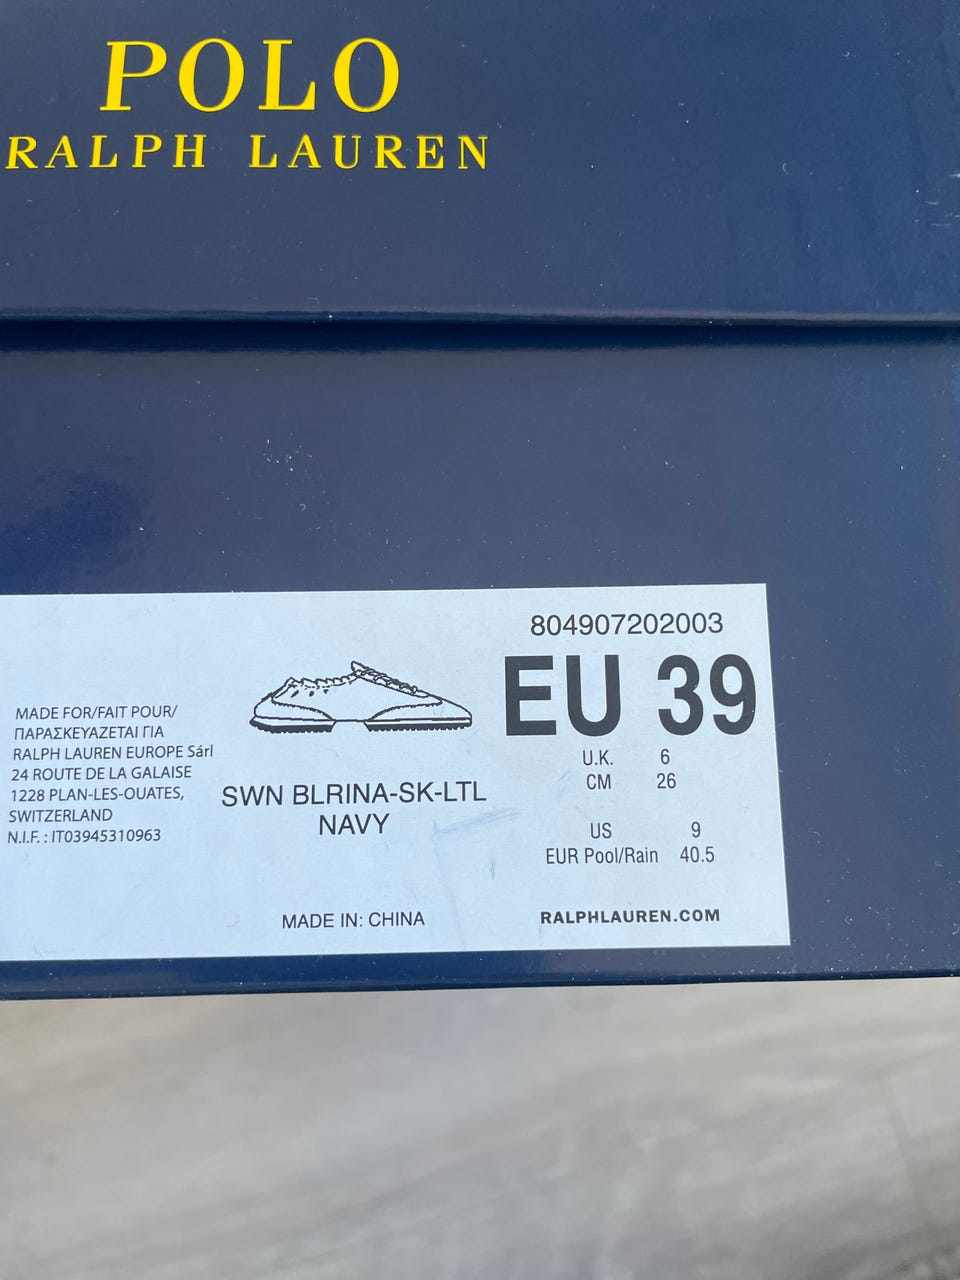 POLO
RALPH LAUREN
804907202003
EU 39
U.K. 6
CM 26
US 9
EUR Pool/Rain 40.5
RALPHLAUREN.COM
SWN BLRINA-SK-LTL
NAVY
MADE IN: CHINA
MADE FOR/FAIT POUR/
ΠΑΡΑΣΚΕΥΑΖΕΤΑΙ ΓΙΑ
RALPH LAUREN EUROPE Sárl
24 ROUTE DE LA GALAISE
1228 PLAN-LES-OUATES,
SWITZERLAND
N.I.F. : IT03945310963